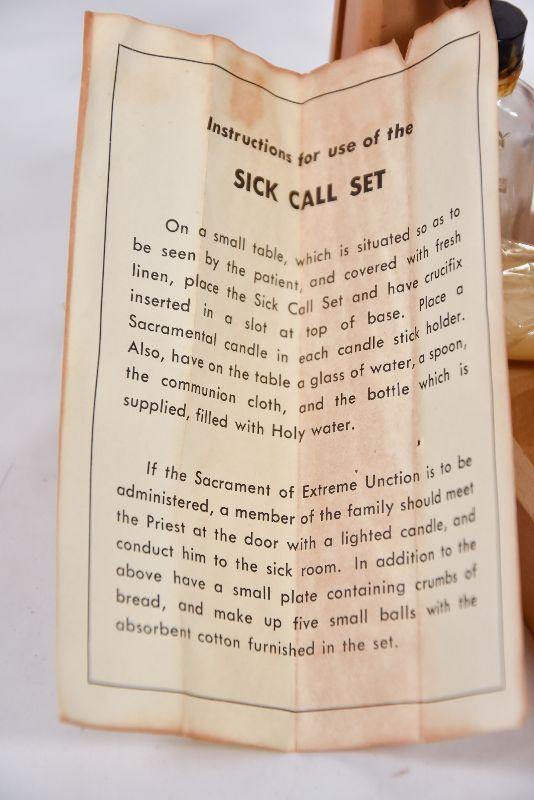 Instructions for use of the
SICK CALL SET
On a small table, which is situated so as to
be seen by the patient, and covered with fresh
linen, place the Sick Call Set and have crucifix
inserted in a slot at top of base. Place a
Sacramental candle in each candle stick holder.
Also, have on the table a glass of water, a spoon,
the communion cloth, and the bottle which is
supplied, filled with Holy water.
If the Sacrament of Extreme Unction is to be
administered, a member of the family should meet
the Priest at the door with a lighted candle, and
conduct him to the sick room. In addition to the
above have a small plate containing crumbs of
bread, and make up five small balls with the
absorbent cotton furnished in the set.